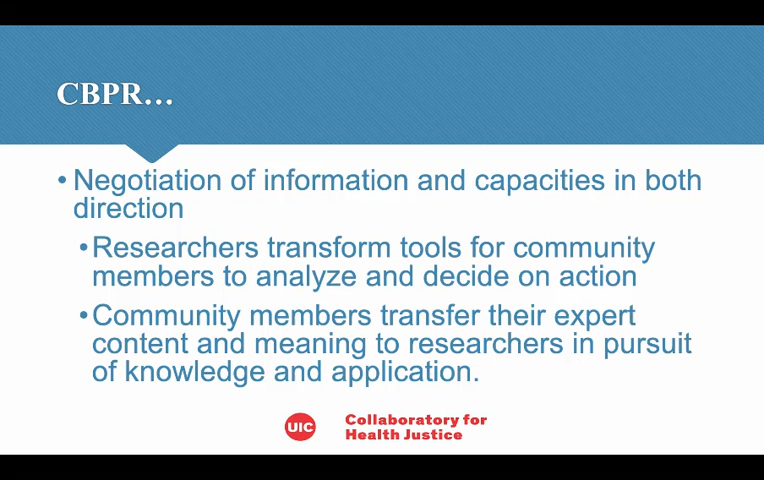 CBPR…
• Negotiation of information and capacities in both
direction
•Researchers transform tools for community
members to analyze and decide on action
•Community members transfer their expert
content and meaning to researchers in pursuit
of knowledge and application.
UIC
Collaboratory for
Health Justice